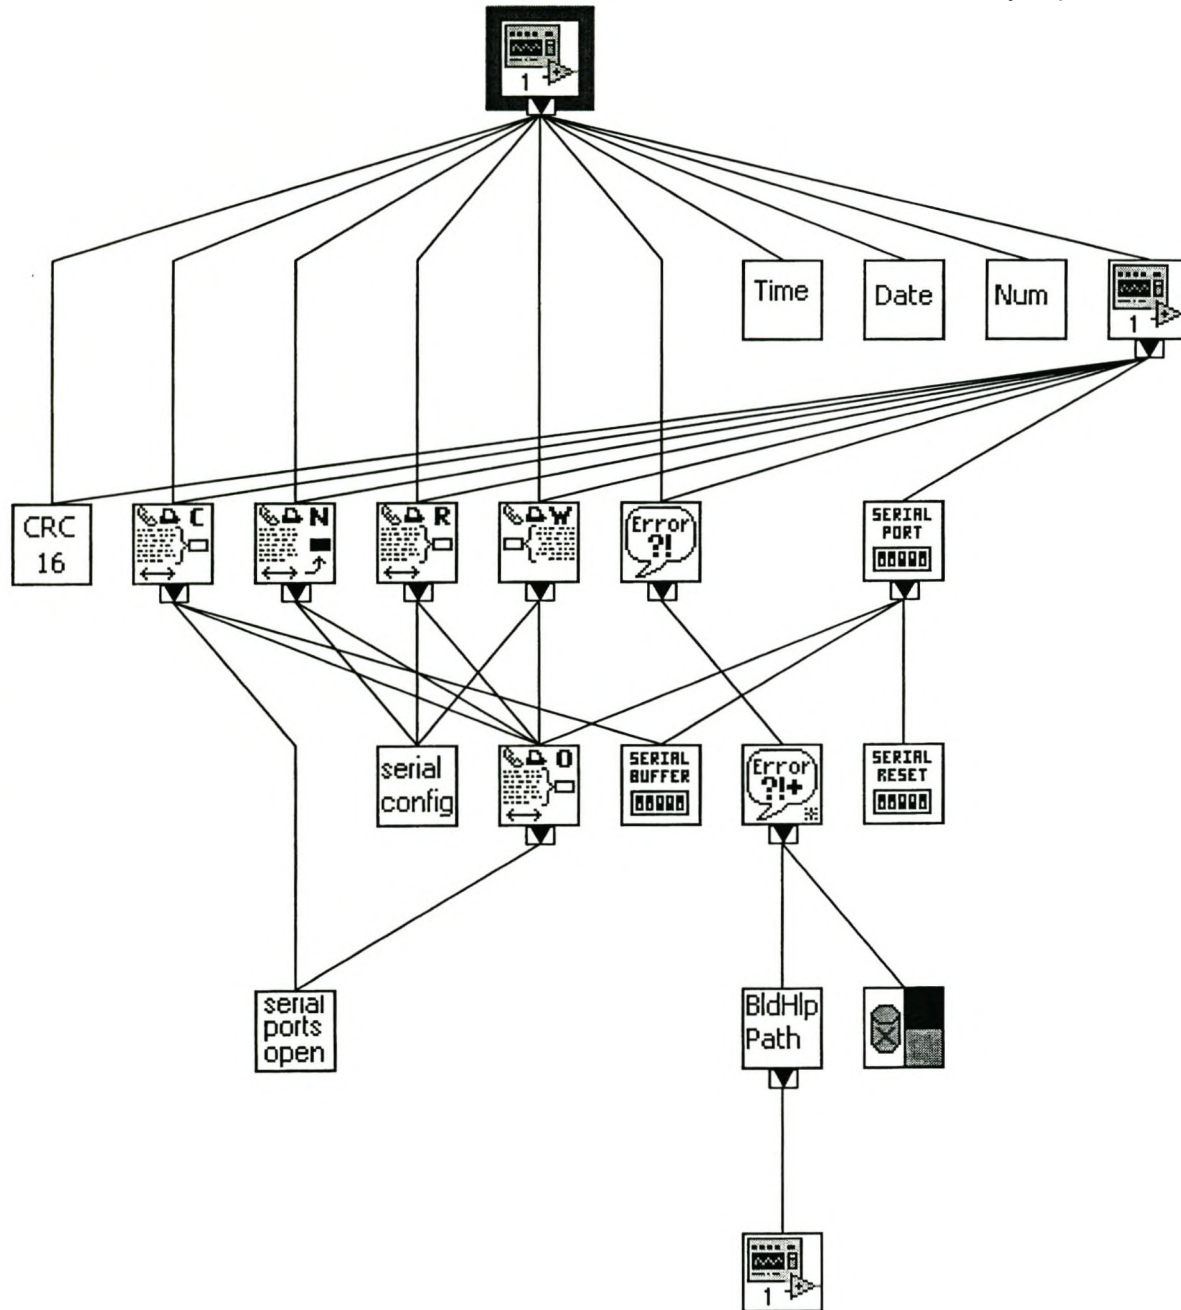 1
Time
Date
Num
1
CRC
16
C
N
R
W
Error
?!
SERIAL
PORT
serial
config
O
SERIAL
BUFFER
Error
?!+
SERIAL
RESET
serial
ports
open
BldHlp
Path
1